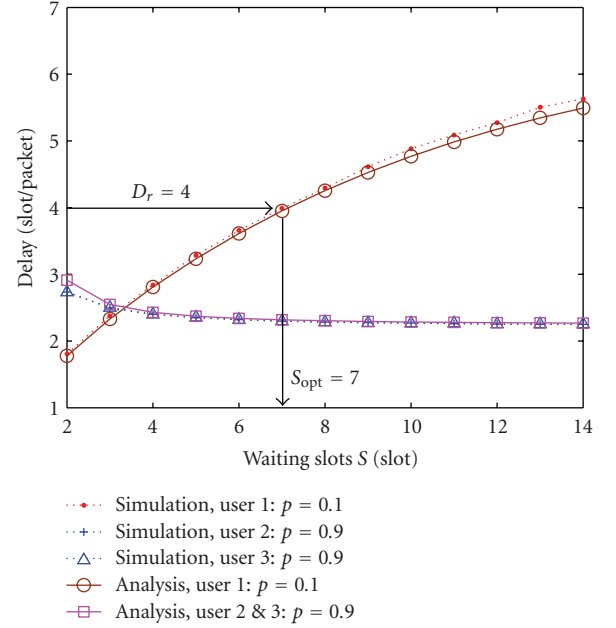 7
6
5
4
3
2
1
Delay (slot/packet)
D_r = 4
S_opt = 7
2 4 6 8 10 12 14
Waiting slots S (slot)
Simulation, user 1: p = 0.1
Simulation, user 2: p = 0.9
Simulation, user 3: p = 0.9
Analysis, user 1: p = 0.1
Analysis, user 2 & 3: p = 0.9